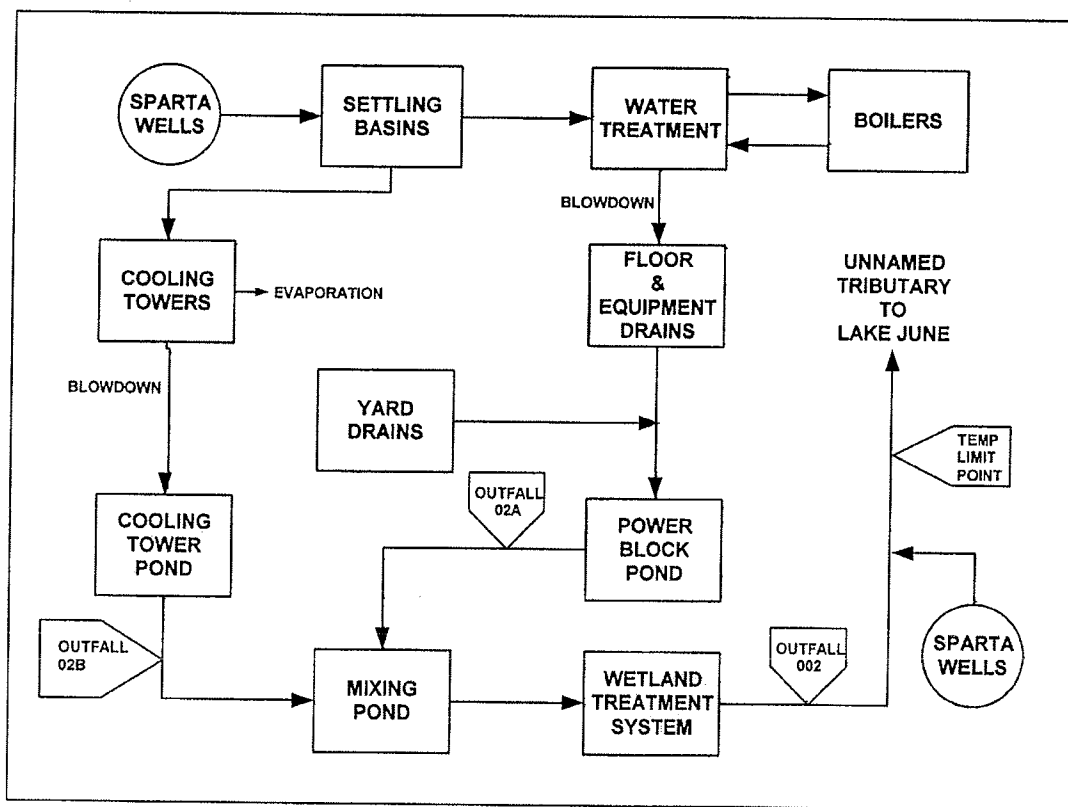 SPARTA
WELLS
SETTLING
BASINS
WATER
TREATMENT
BOILERS
BLOWDOWN
COOLING
TOWERS
EVAPORATION
FLOOR
&
EQUIPMENT
DRAINS
UNNAMED
TRIBUTARY
TO
LAKE JUNE
BLOWDOWN
YARD
DRAINS
TEMP
LIMIT
POINT
OUTFALL
02A
COOLING
TOWER
POND
POWER
BLOCK
POND
OUTFALL
02B
MIXING
POND
WETLAND
TREATMENT
SYSTEM
OUTFALL
002
SPARTA
WELLS